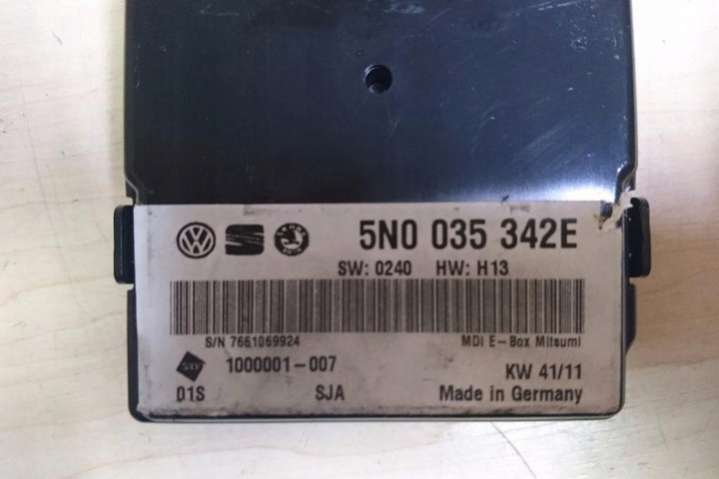 5N0 035 342E
SW: 0240 HW: H13
S/N 7661069924 MDI E-Box Mitsumi
1000001-007 KW 41/11
01S SJA Made in Germany